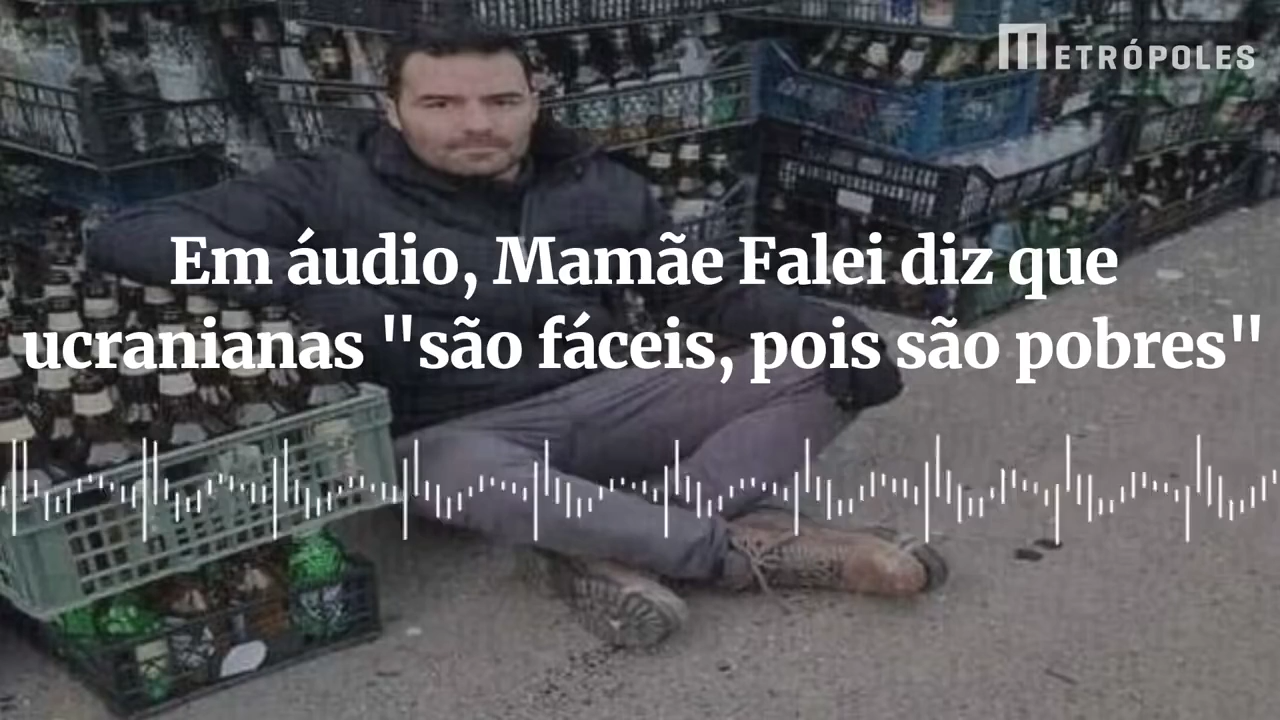 METRÓPOLES
Em áudio, Mamãe Falei diz que
ucranianas "são fáceis, pois são pobres"